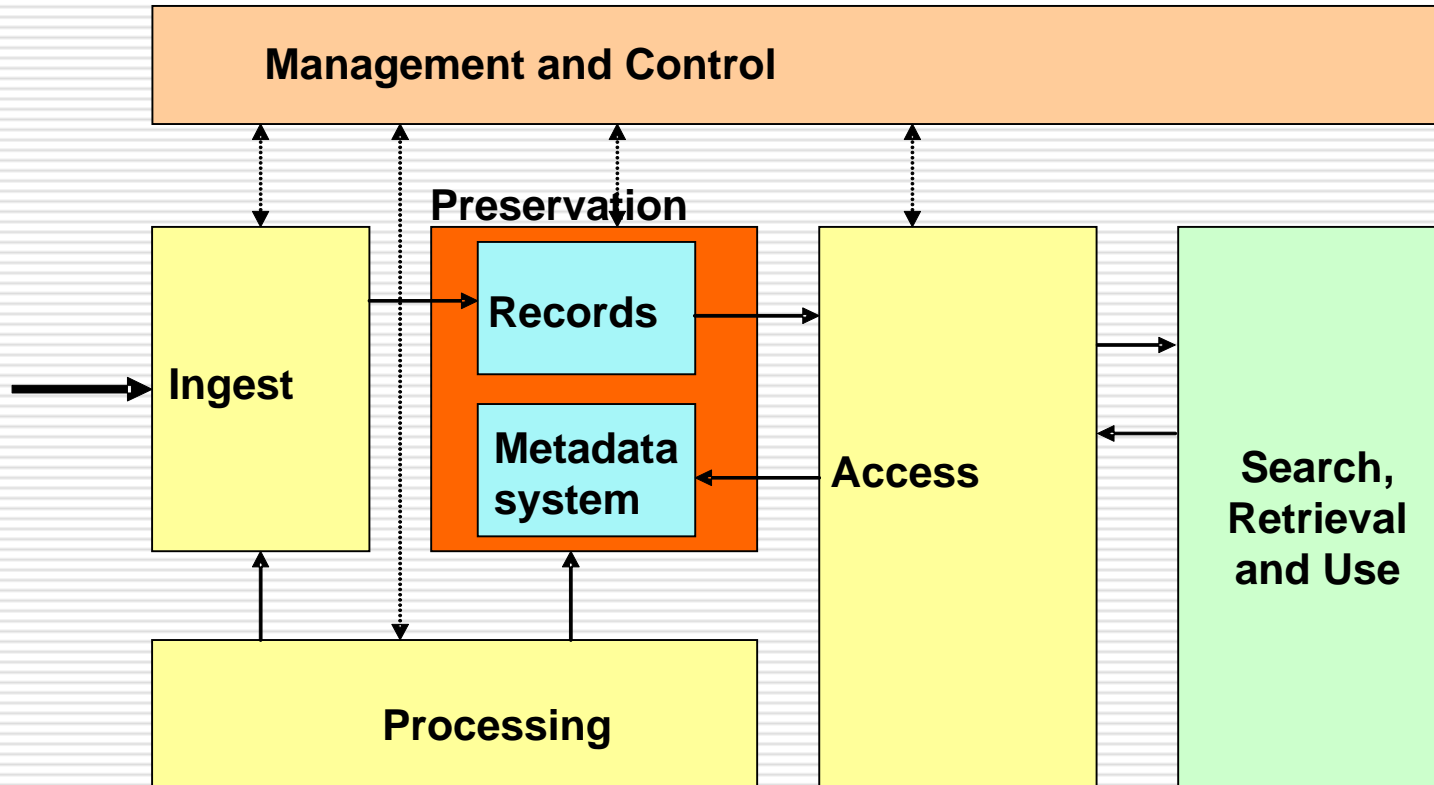 Management and Control
Preservation
Records
Ingest
Metadata
system
Access
Search,
Retrieval
and Use
Processing